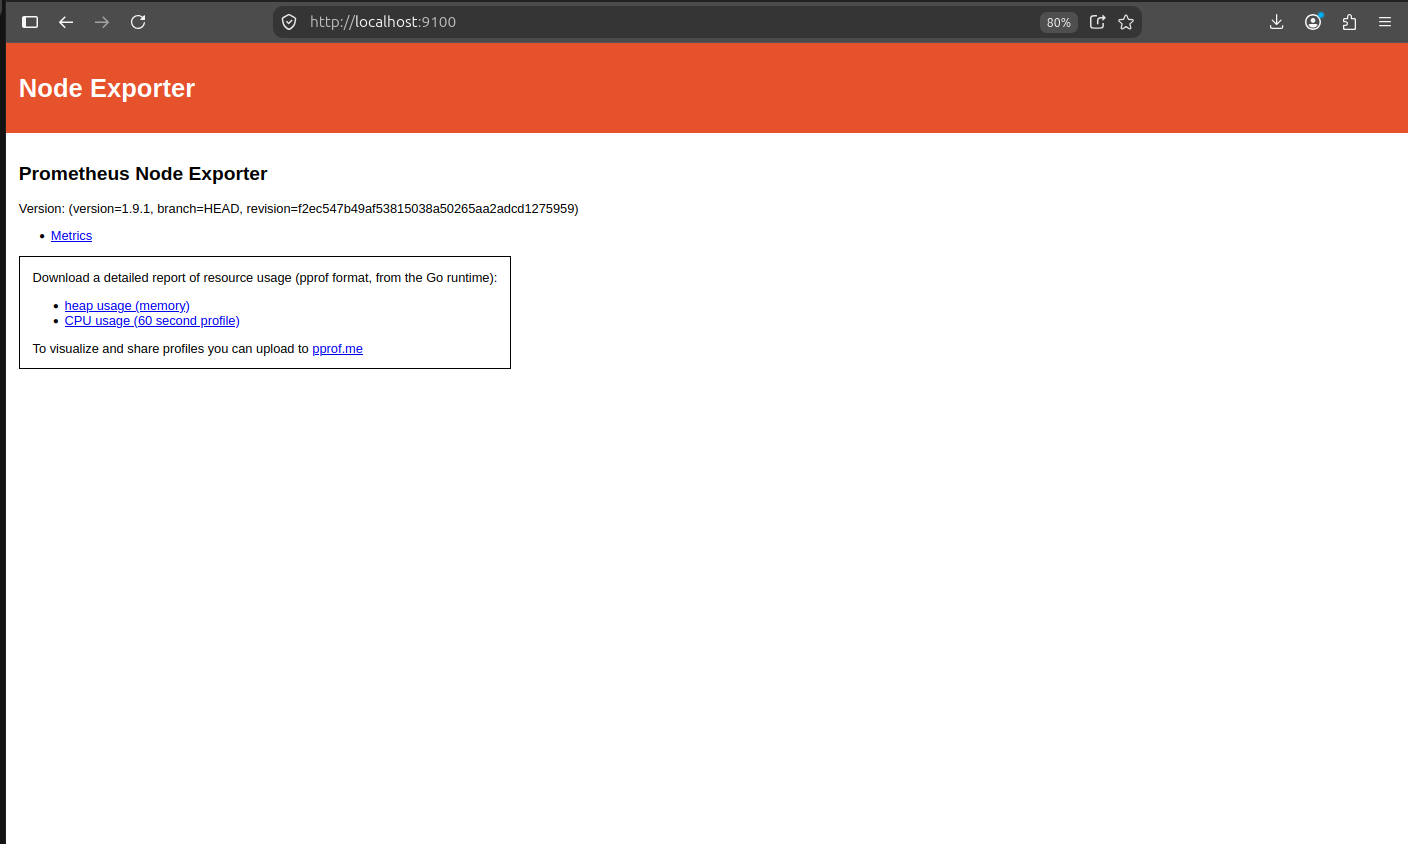 http://localhost:9100
80%
Node Exporter
Prometheus Node Exporter
Version: (version=1.9.1, branch=HEAD, revision=f2ec547b49af53815038a50265aa2adcd1275959)
Metrics
Download a detailed report of resource usage (pprof format, from the Go runtime):
heap usage (memory)
CPU usage (60 second profile)
To visualize and share profiles you can upload to pprof.me